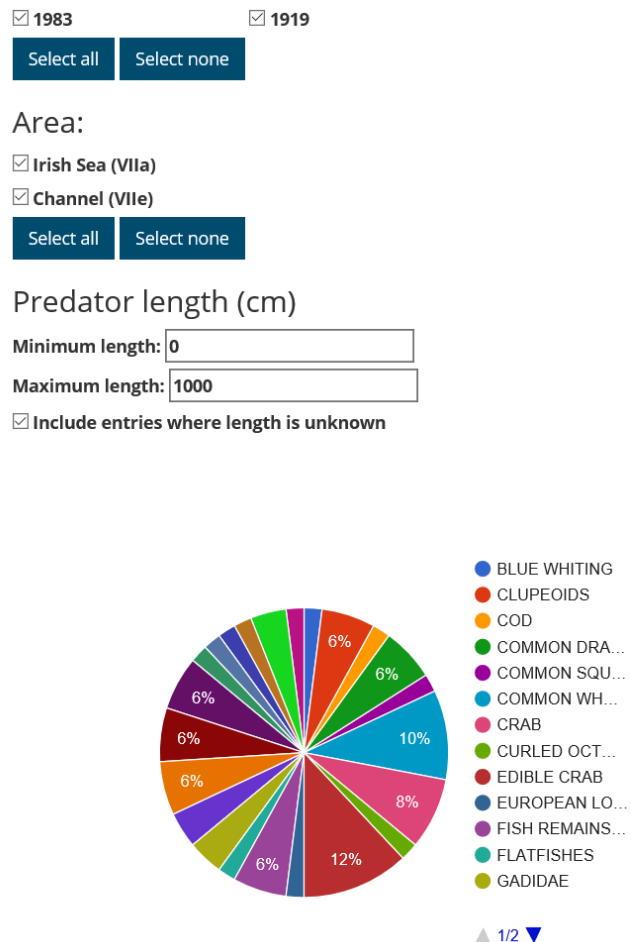 1983 1919
Select all Select none
Area:
Irish Sea (VIIa)
Channel (VIIe)
Select all Select none
Predator length (cm)
Minimum length: 0
Maximum length: 1000
Include entries where length is unknown
BLUE WHITING
CLUPEOIDS
COD
COMMON DRA...
COMMON SQU...
COMMON WH...
CRAB
CURLED OCT...
EDIBLE CRAB
EUROPEAN LO...
FISH REMAINS...
FLATFISHES
GADIDAE
1/2
6%
6%
10%
8%
12%
6%
6%
6%
6%